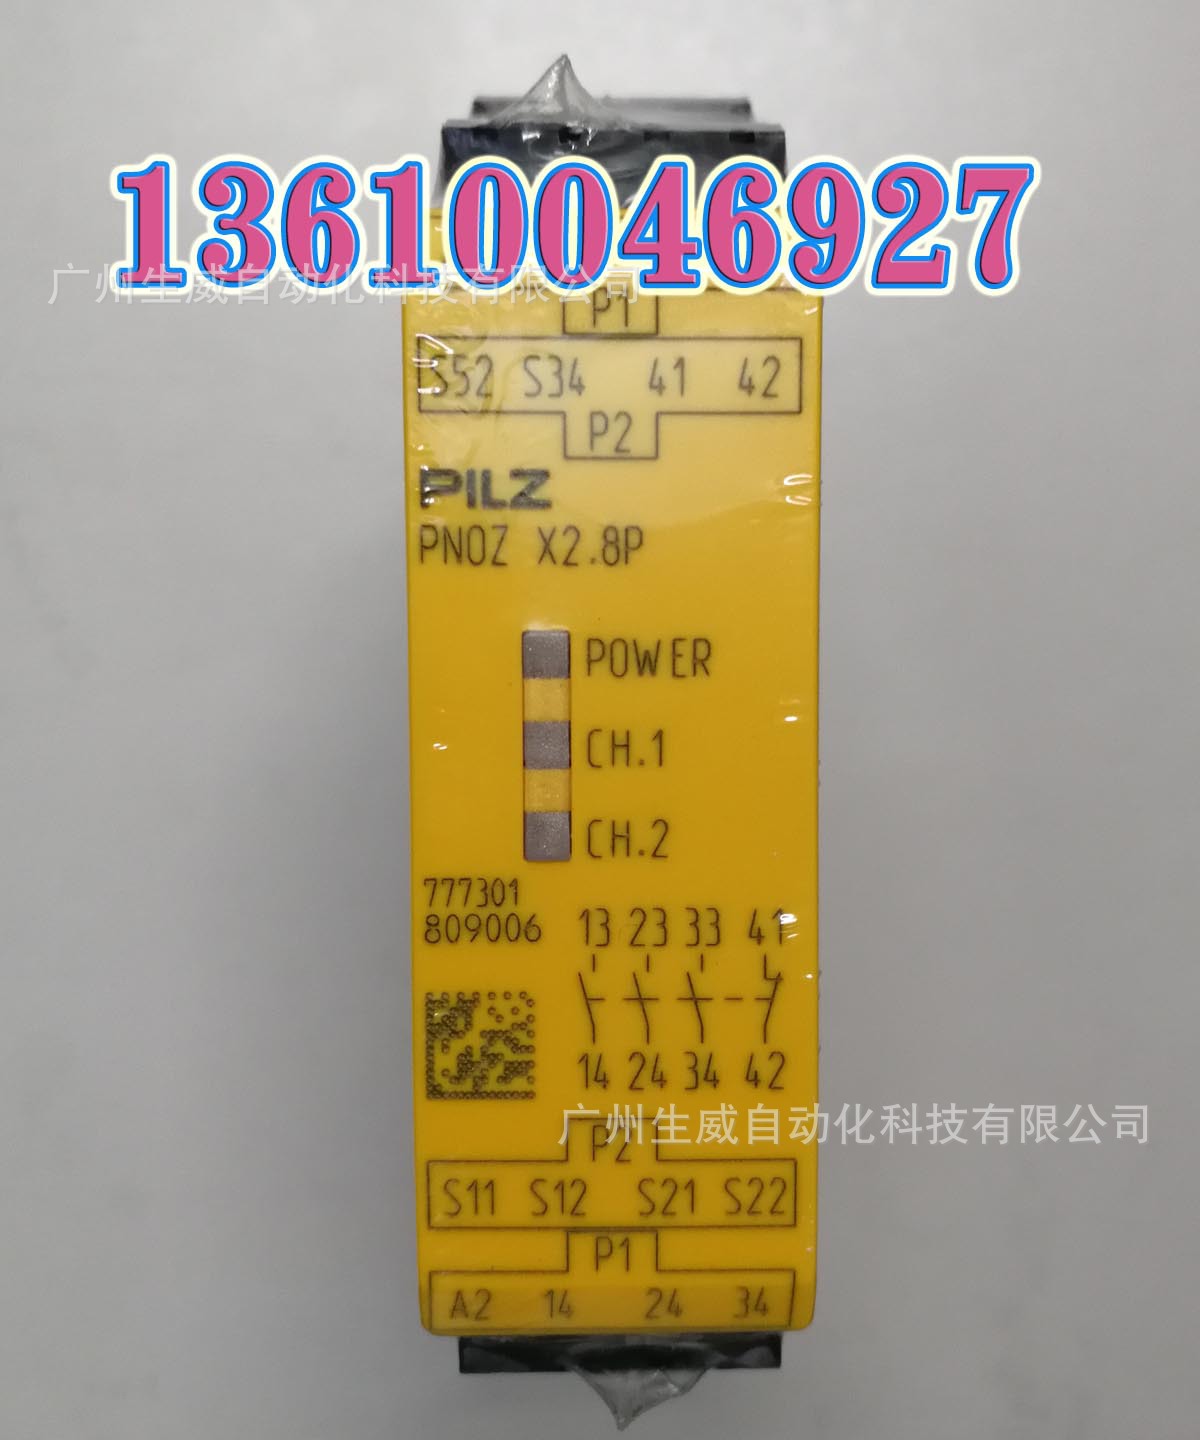 13610046927
广州生威自动化科技有限公司
P1
S52 S34 41 42
P2
PILZ
PNOZ X2.8P
POWER
CH.1
CH.2
777301
809006
13 23 33 41
14 24 34 42
广州生威自动化科技有限公司
P2
S11 S12 S21 S22
P1
A2 14 24 34